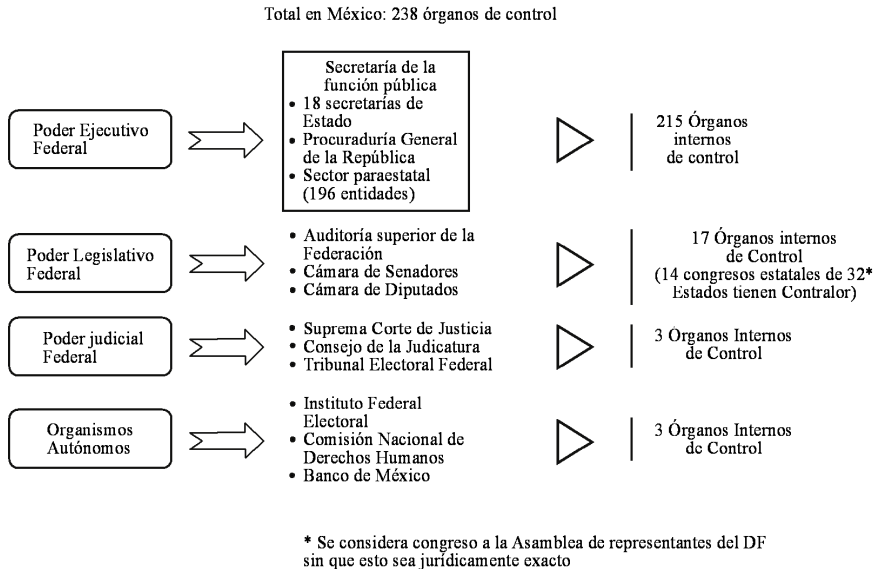 Total en México: 238 órganos de control
Poder Ejecutivo
Federal
Secretaría de la
función pública
• 18 secretarías de
Estado
• Procuraduría General
de la República
• Sector paraestatal
(196 entidades)
215 Órganos
internos
de control
Poder Legislativo
Federal
• Auditoría superior de la
Federación
• Cámara de Senadores
• Cámara de Diputados
17 Órganos internos
de Control
(14 congresos estatales de 32*
Estados tienen Contralor)
Poder judicial
Federal
• Suprema Corte de Justicia
• Consejo de la Judicatura
• Tribunal Electoral Federal
3 Órganos Internos
de Control
Organismos
Autónomos
• Instituto Federal
Electoral
• Comisión Nacional de
Derechos Humanos
• Banco de México
3 Órganos Internos
de Control
* Se considera congreso a la Asamblea de representantes del DF
sin que esto sea jurídicamente exacto